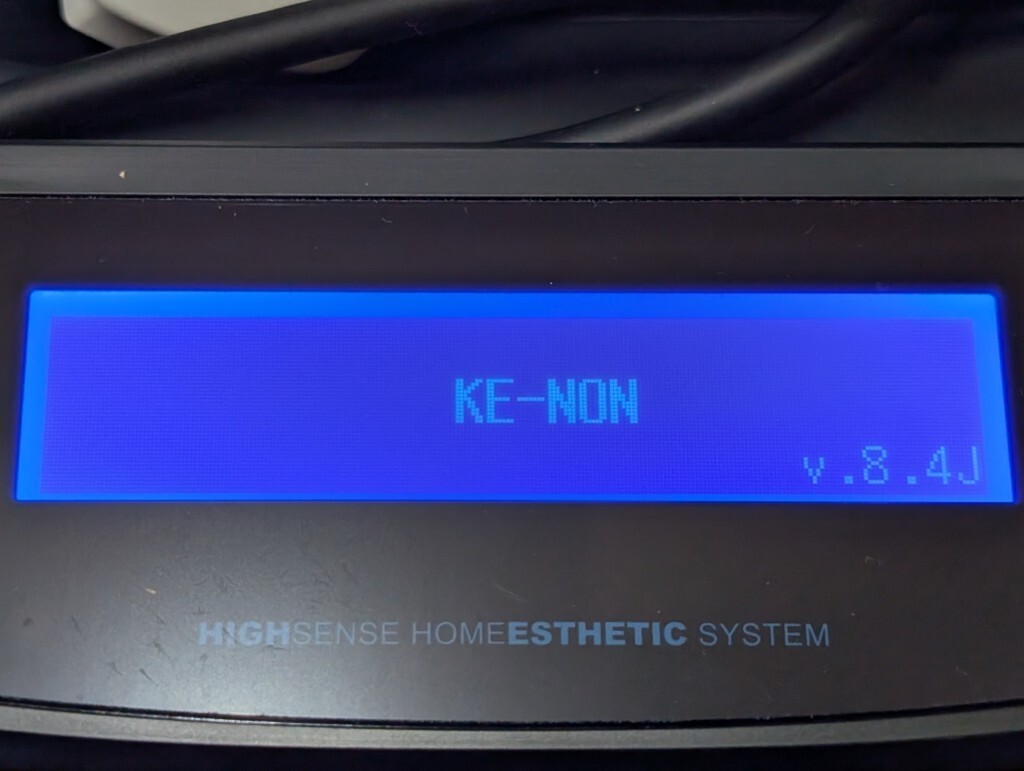 KE-NON
v.8.4J
HIGHSENSE HOMEESTHETIC SYSTEM